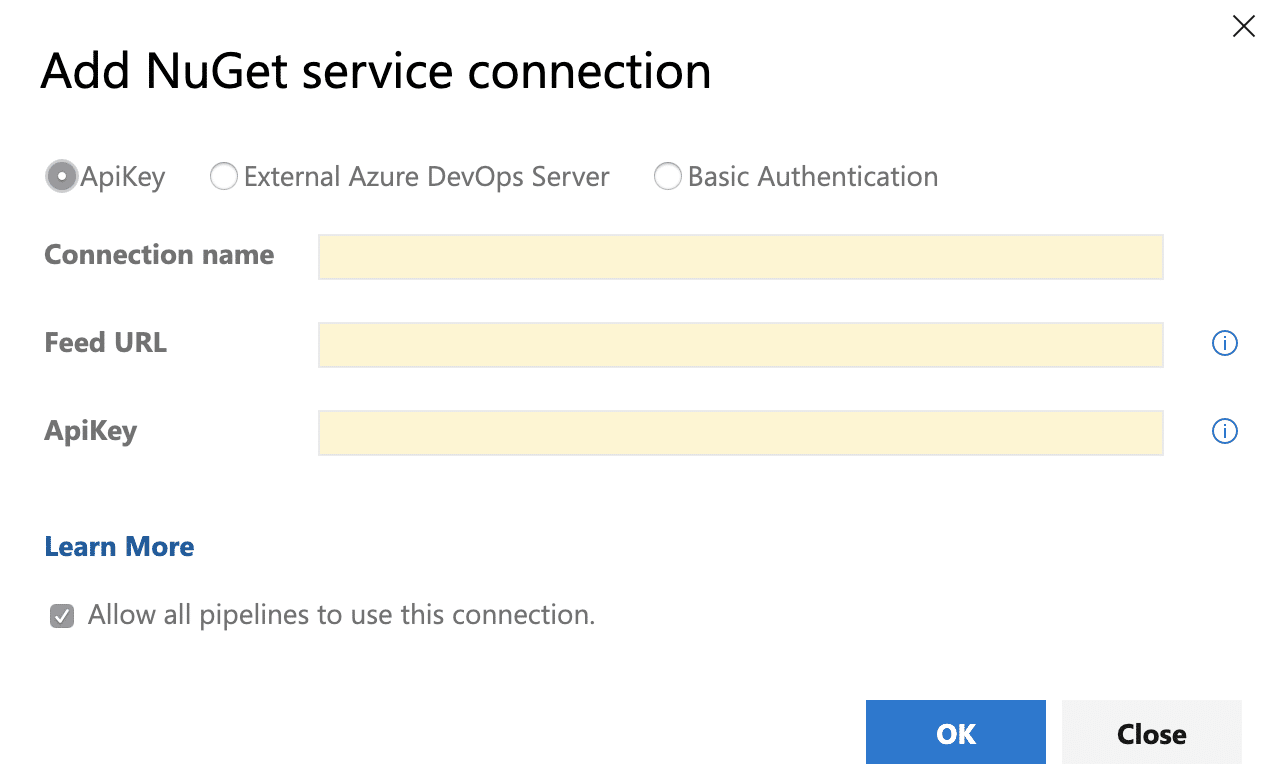 Add NuGet service connection
ApiKey External Azure DevOps Server Basic Authentication
Connection name
Feed URL
ApiKey
Learn More
Allow all pipelines to use this connection.
OK Close